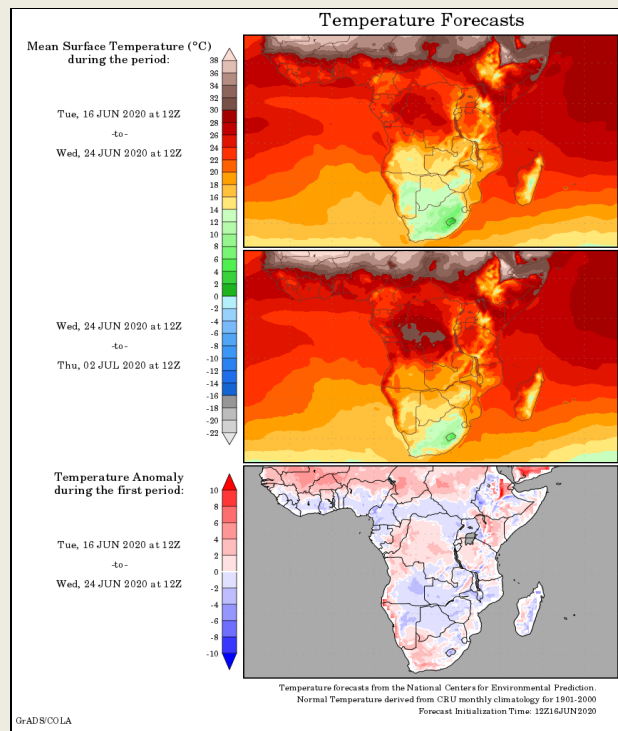 Temperature Forecasts
Mean Surface Temperature (°C)
during the period:
38
36
34
32
30
28
26
24
22
20
18
16
14
12
10
8
6
4
2
0
-2
-4
-6
-8
-10
-12
-14
-16
-18
-20
-22
Tue, 16 JUN 2020 at 12Z
-to-
Wed, 24 JUN 2020 at 12Z
Wed, 24 JUN 2020 at 12Z
-to-
Thu, 02 JUL 2020 at 12Z
Temperature Anomaly
during the first period:
10
8
6
4
2
0
-2
-4
-6
-8
-10
Tue, 16 JUN 2020 at 12Z
-to-
Wed, 24 JUN 2020 at 12Z
Temperature forecasts from the National Centers for Environmental Prediction.
Normal Temperature derived from CRU monthly climatology for 1901-2000
Forecast Initialization Time: 12Z16JUN2020
GrADS/COLA